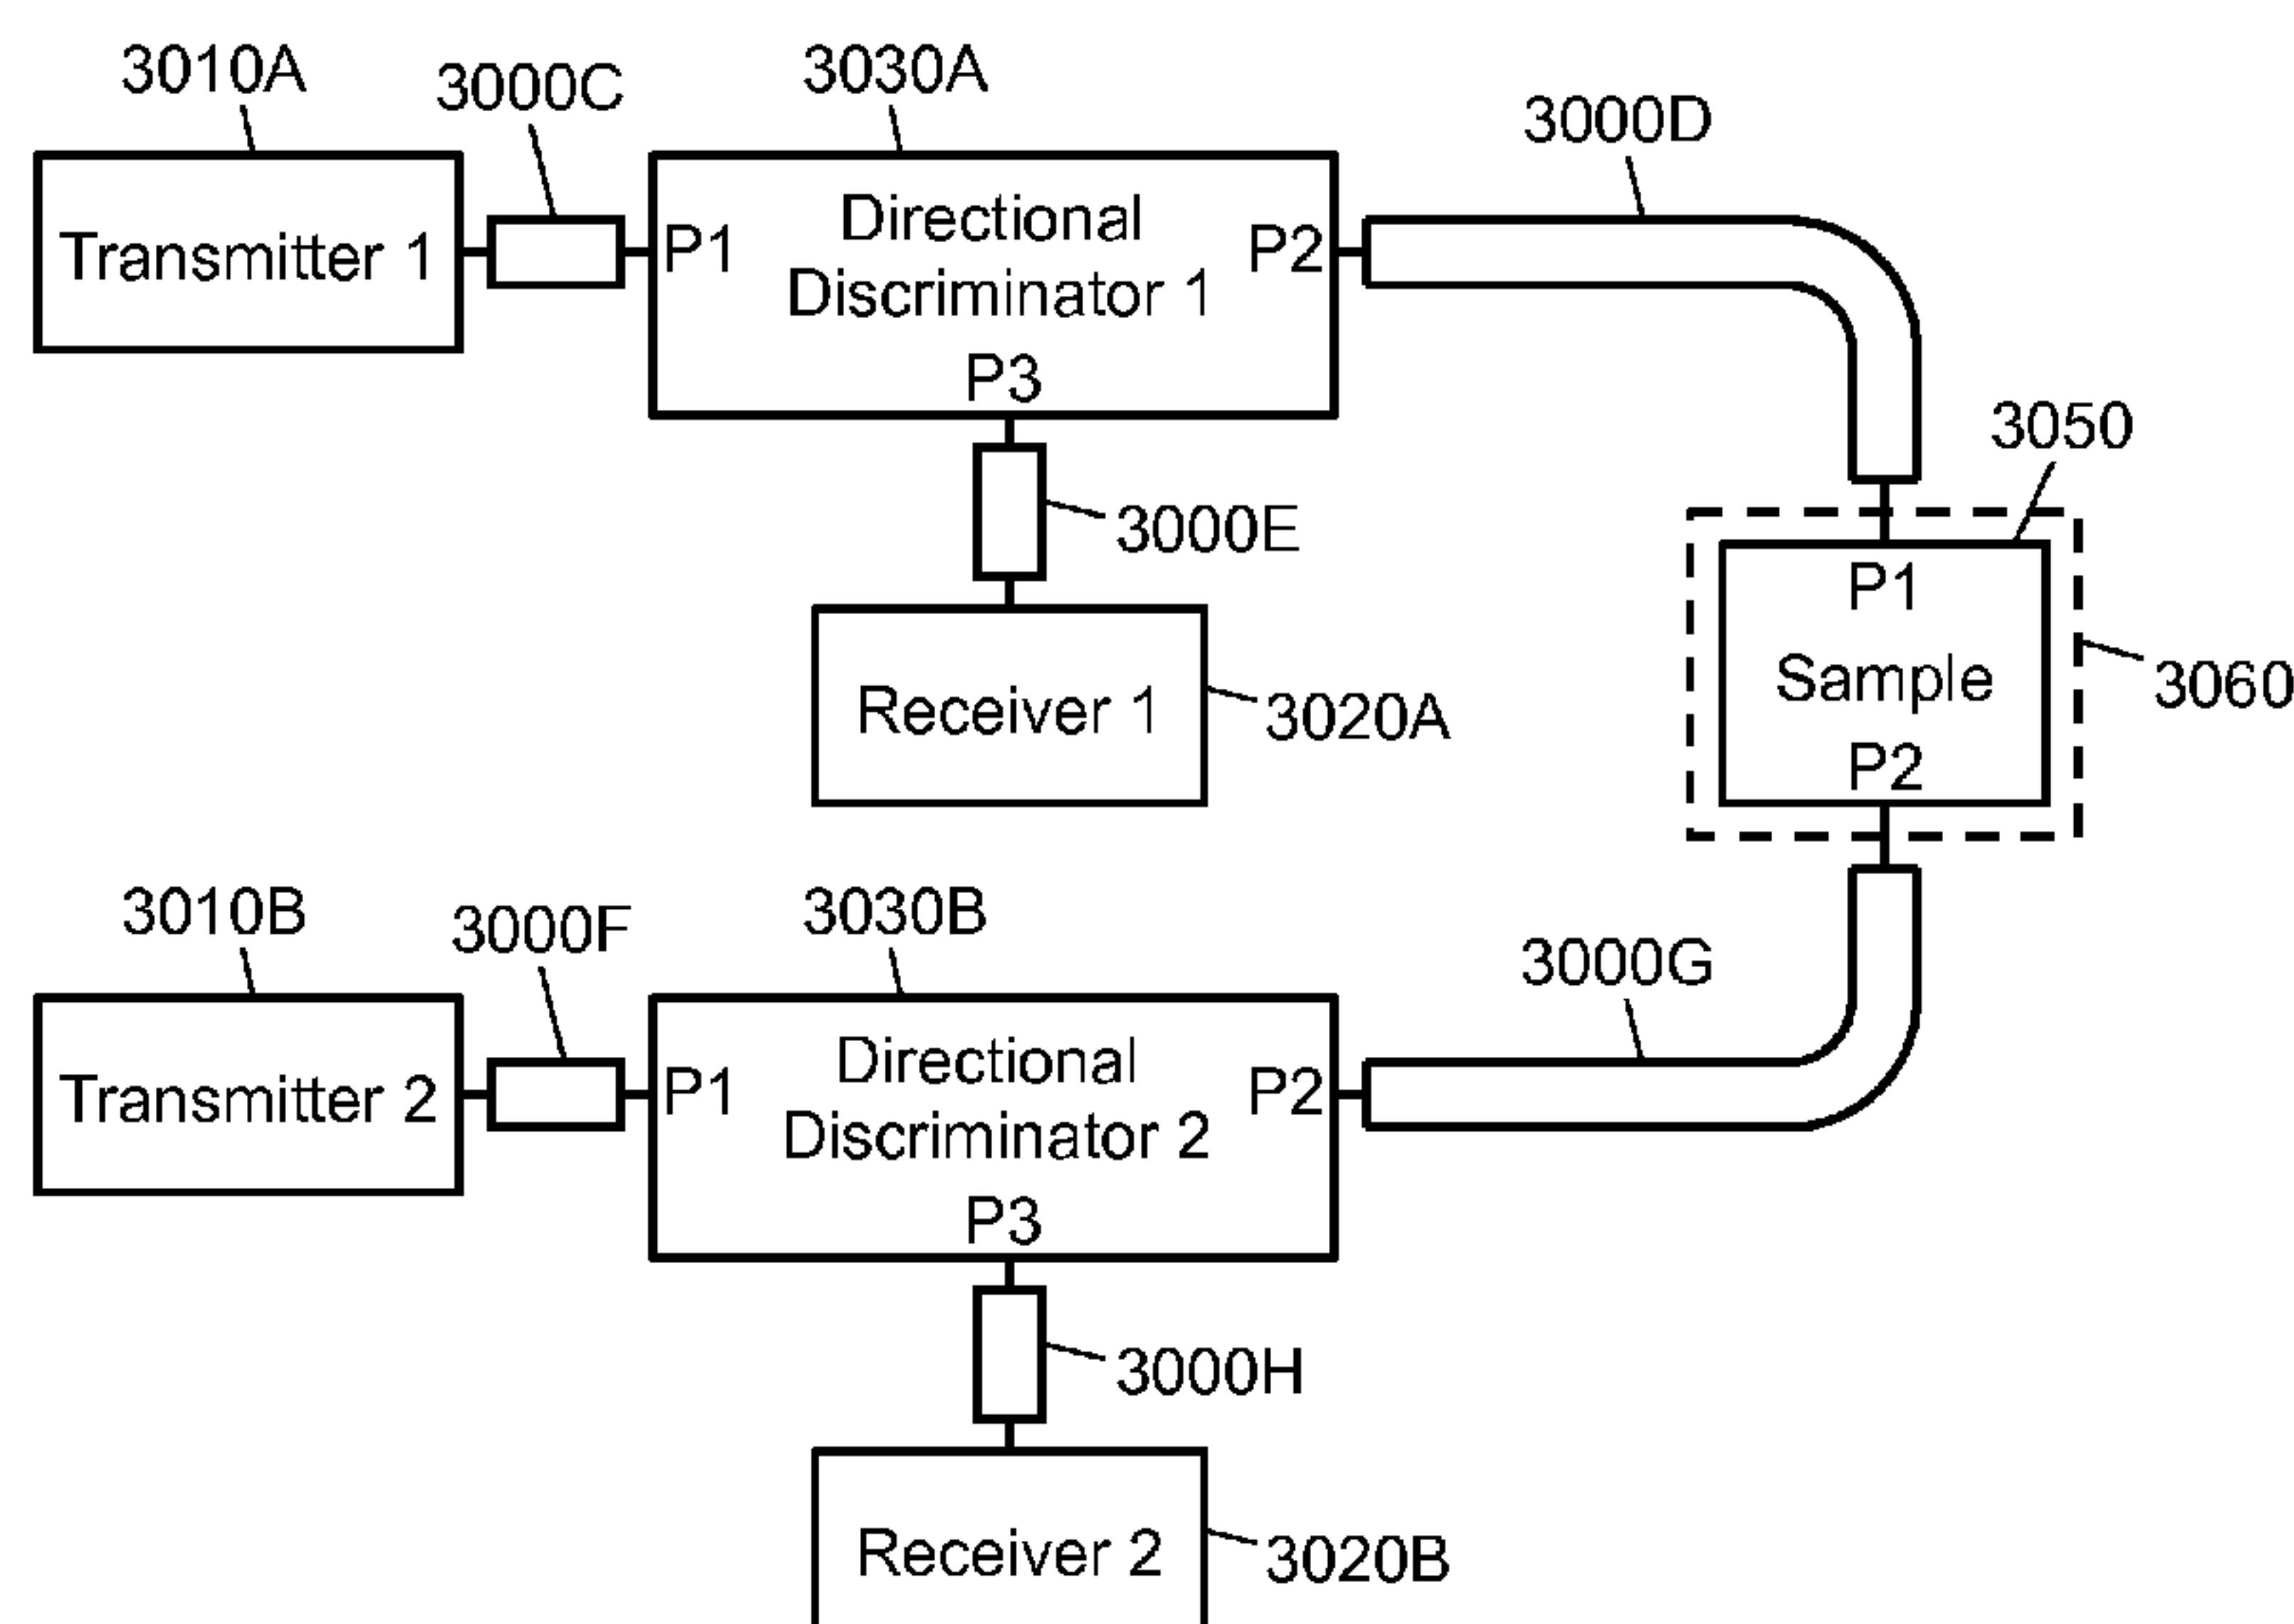 3010A
3000C
3030A
3000D
Transmitter 1
P1
Directional
Discriminator 1
P2
P3
3050
3000E
P1
Sample
P2
3060
Receiver 1
3020A
3010B
3000F
3030B
3000G
Transmitter 2
P1
Directional
Discriminator 2
P2
P3
3000H
Receiver 2
3020B